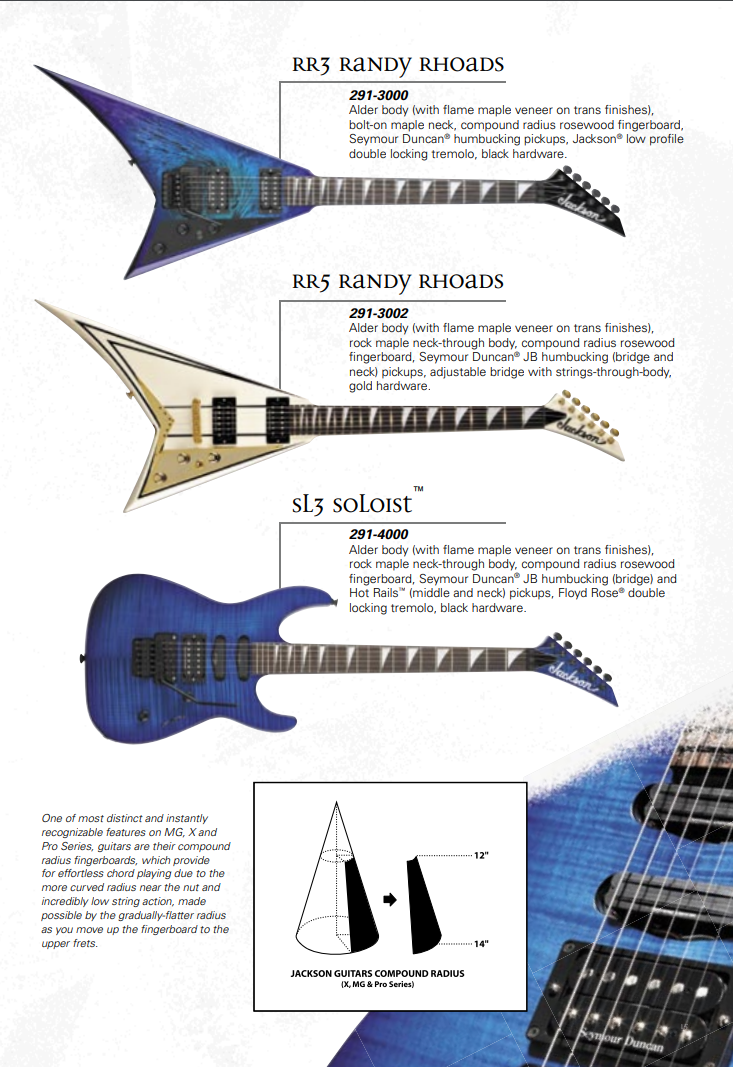 RR3 RANDY RHOADS
291-3000
Alder body (with flame maple veneer on trans finishes),
bolt-on maple neck, compound radius rosewood fingerboard,
Seymour Duncan® humbucking pickups, Jackson® low profile
double locking tremolo, black hardware.
Jackson
RR5 RANDY RHOADS
291-3002
Alder body (with flame maple veneer on trans finishes),
rock maple neck-through body, compound radius rosewood
fingerboard, Seymour Duncan® JB humbucking (bridge and
neck) pickups, adjustable bridge with strings-through-body,
gold hardware.
Jackson
SL3 SOLOIST™
291-4000
Alder body (with flame maple veneer on trans finishes),
rock maple neck-through body, compound radius rosewood
fingerboard, Seymour Duncan® JB humbucking (bridge) and
Hot Rails™ (middle and neck) pickups, Floyd Rose® double
locking tremolo, black hardware.
Jackson
One of most distinct and instantly
recognizable features on MG, X and
Pro Series, guitars are their compound
radius fingerboards, which provide
for effortless chord playing due to the
more curved radius near the nut and
incredibly low string action, made
possible by the gradually-flatter radius
as you move up the fingerboard to the
upper frets.
12"
14"
JACKSON GUITARS COMPOUND RADIUS
(X, MG & Pro Series)
Seymour Duncan